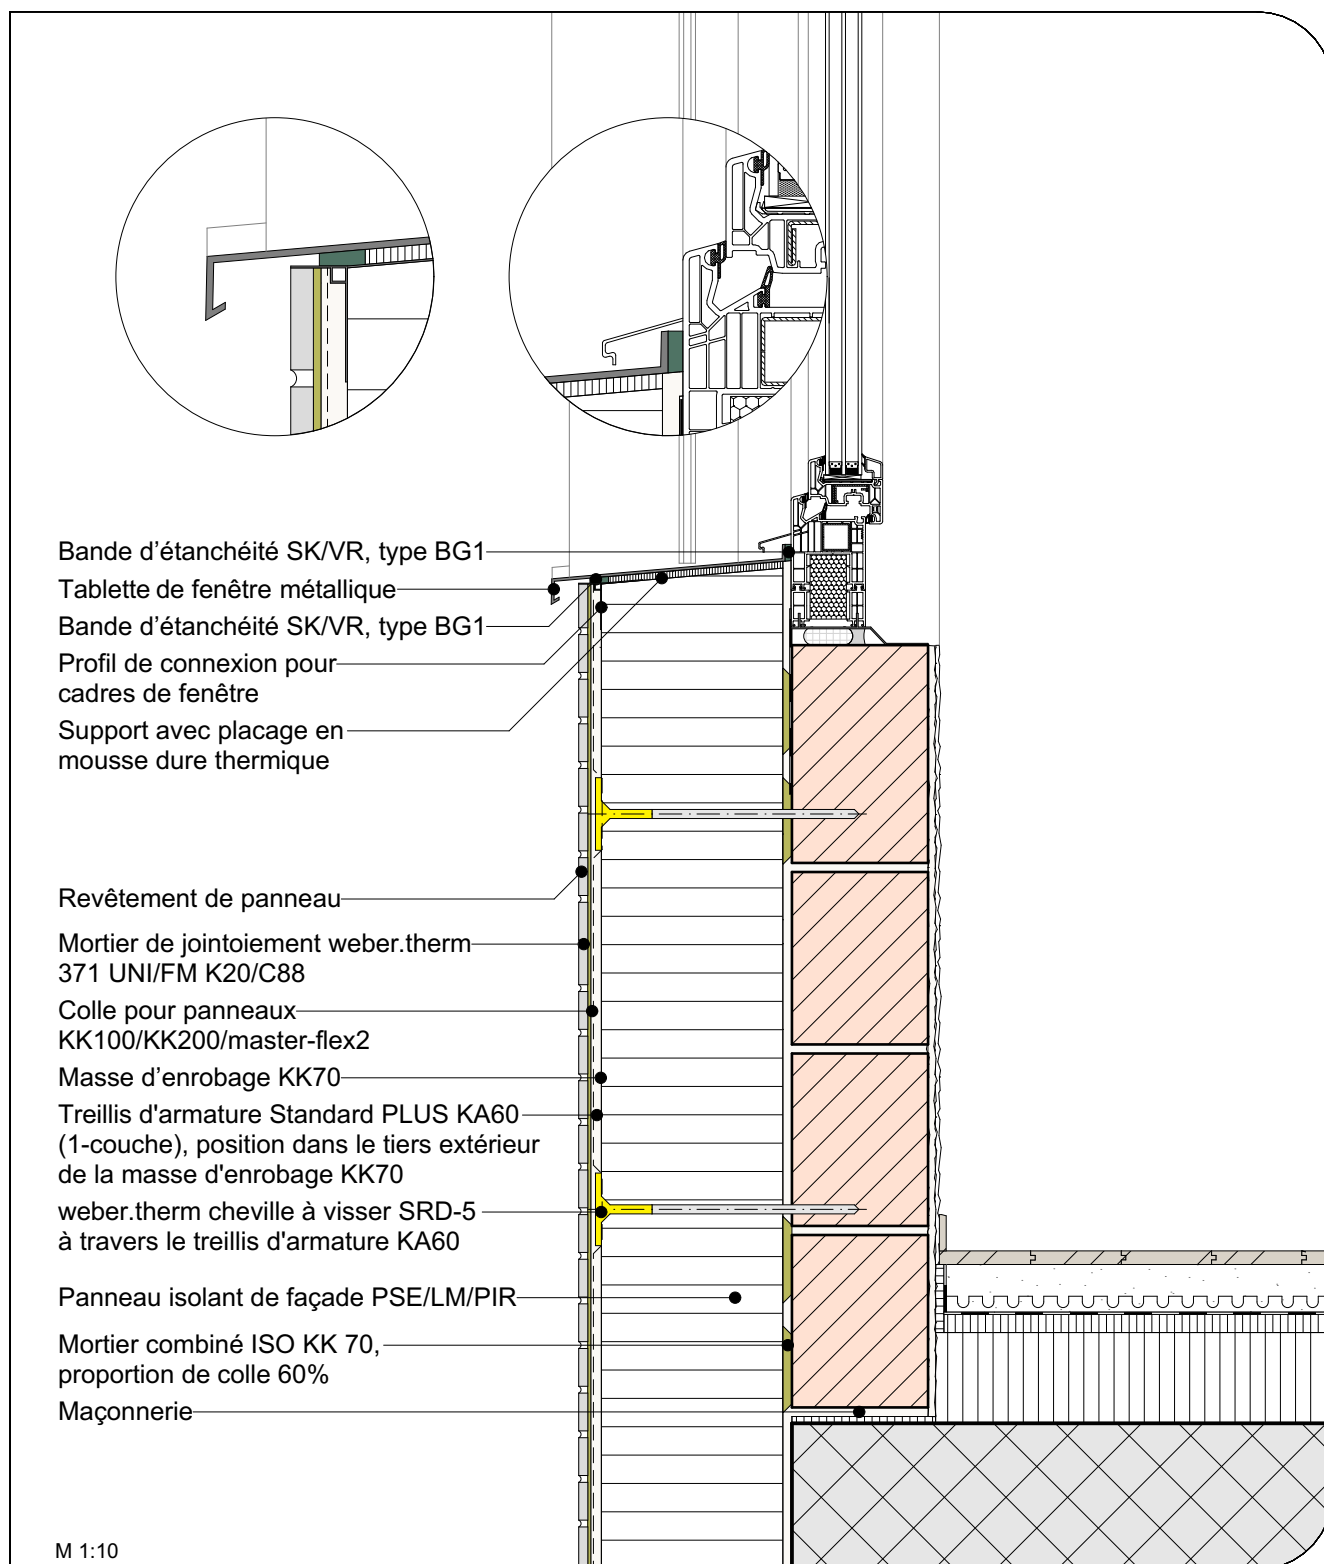 Bande d’étanchéité SK/VR, type BG1
Tablette de fenêtre métallique
Bande d’étanchéité SK/VR, type BG1
Profil de connexion pour
cadres de fenêtre
Support avec placage en
mousse dure thermique
Revêtement de panneau
Mortier de jointoiement weber.therm
371 UNI/FM K20/C88
Colle pour panneaux
KK100/KK200/master-flex2
Masse d’enrobage KK70
Treillis d'armature Standard PLUS KA60
(1-couche), position dans le tiers extérieur
de la masse d'enrobage KK70
weber.therm cheville à visser SRD-5
à travers le treillis d'armature KA60
Panneau isolant de façade PSE/LM/PIR
Mortier combiné ISO KK 70,
proportion de colle 60%
Maçonnerie
M 1:10